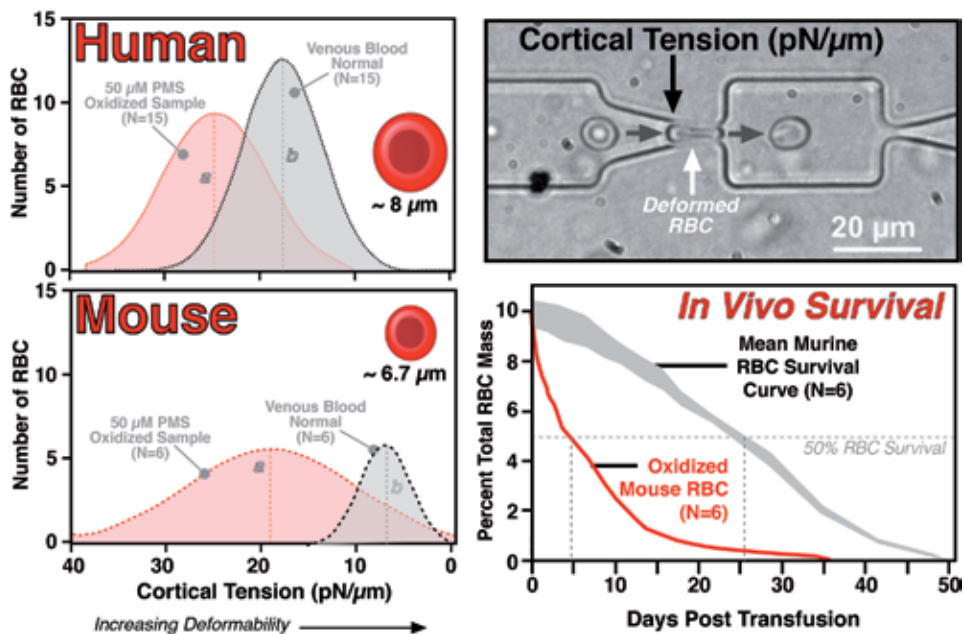 Human
15
10
5
0
Number of RBC
50 µM PMS
Oxidized Sample
(N=15)
a
Venous Blood
Normal
(N=15)
b
~ 8 µm
40
30
20
10
0
Cortical Tension (pN/µm)
Deformed
RBC
20 µm
Mouse
15
10
5
0
Number of RBC
50 µM PMS
Oxidized Sample
(N=6)
a
Venous Blood
Normal
(N=6)
b
~ 6.7 µm
40
30
20
10
0
Cortical Tension (pN/µm)
Increasing Deformability
In Vivo Survival
10
8
6
4
2
0
Percent Total RBC Mass
Mean Murine
RBC Survival
Curve (N=6)
50% RBC Survival
Oxidized
Mouse RBC
(N=6)
0
10
20
30
40
50
Days Post Transfusion